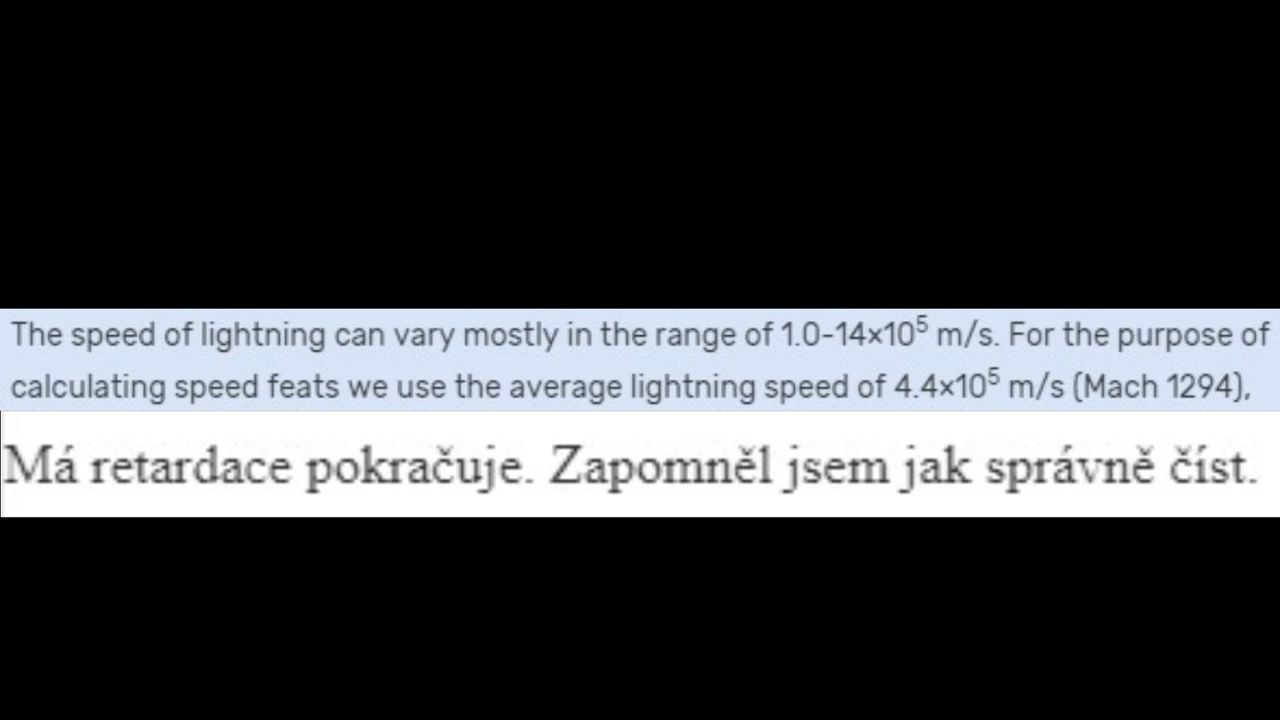 The speed of lightning can vary mostly in the range of 1.0-14×10⁵ m/s. For the purpose of
calculating speed feats we use the average lightning speed of 4.4×10⁵ m/s (Mach 1294),
Má retardace pokračuje. Zapomněl jsem jak správně číst.